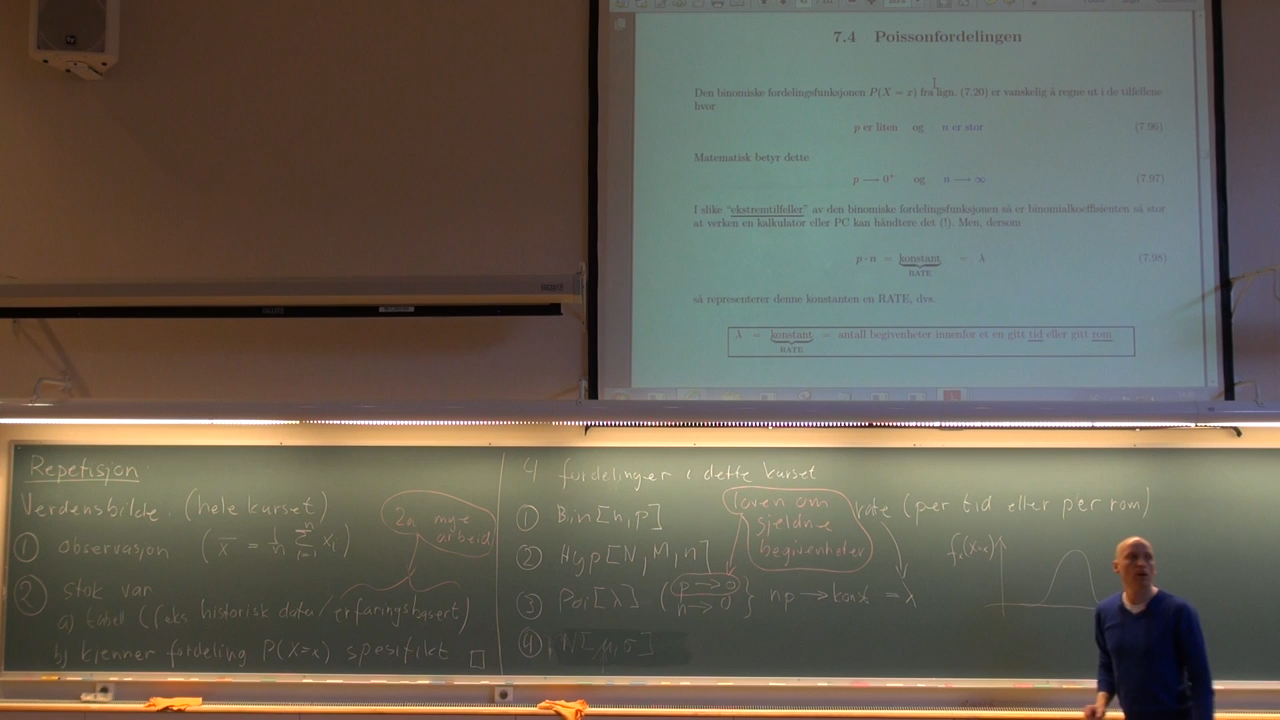 7.4 Poissonfordelingen
Den binomiske fordelingsfunksjonen P(X = x) fra lign. (7.20) er vanskelig å regne ut i de tilfellene
hvor
p er liten og n er stor (7.96)
Matematisk betyr dette
p ⟶ 0⁺ og n ⟶ ∞ (7.97)
I slike "ekstremtilfeller" av den binomiske fordelingsfunksjonen så er binomialkoeffisienten så stor
at verken en kalkulator eller PC kan håndtere det (!). Men, dersom
p · n = konstant = λ (7.98)
RATE
så representerer denne konstanten en RATE, dvs.
λ = konstant = antall begivenheter innenfor et en gitt tid eller gitt rom
RATE
Repetisjon
Verdensbilde. (hele kurset)
① observasjon (x̄ = 1/n Σ xᵢ)
n
i=1
2a mye
arbeid
② stok var
a) tabell (f.eks historisk data / erfaringsbasert)
b) kjenner fordeling P(X=x) spesifikt □
4 fordelinger i dette kurset
① Bin[n,p]
② Hyp[N,M,n]
③ Poi[λ] (p → 0
n → 0} np → konst = λ
④ N[μ,σ]
loven om
sjeldne
begivenheter
rate (per tid eller per rom)
fₓ(X=x)